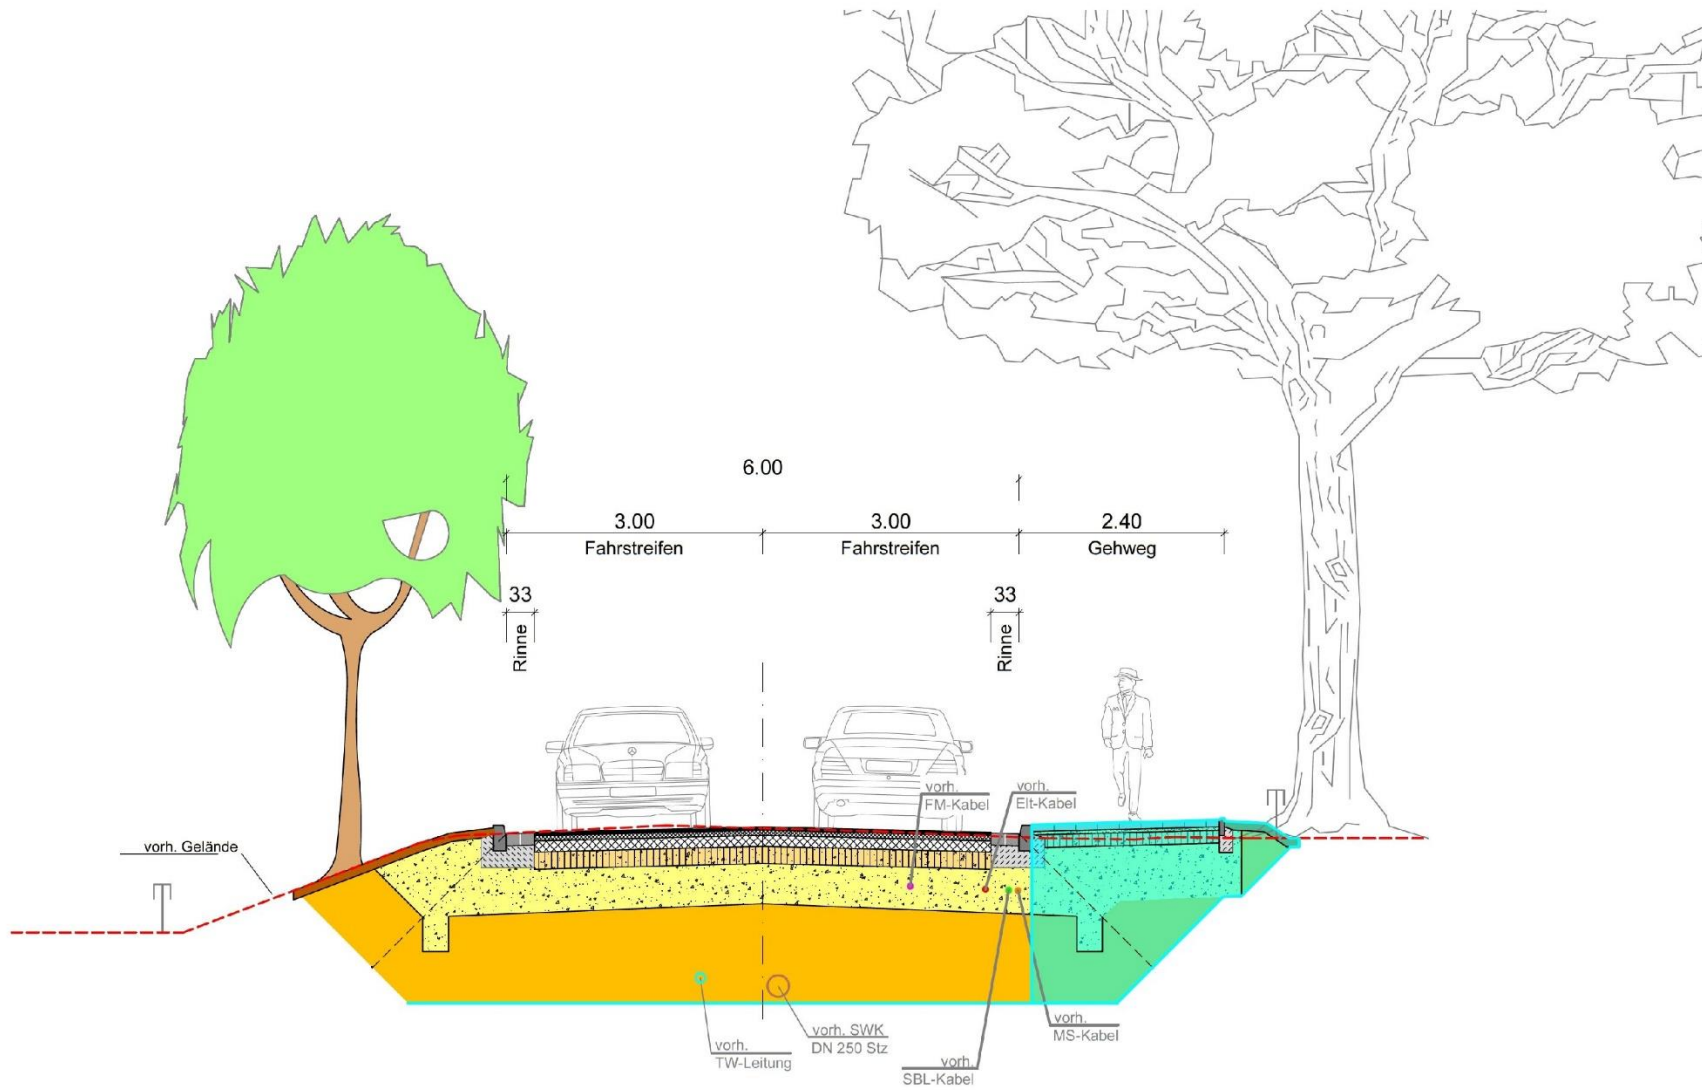 6.00
3.00
3.00
2.40
Fahrstreifen
Fahrstreifen
Gehweg
33
33
Rinne
Rinne
vorh.
FM-Kabel
vorh.
Elt-Kabel
vorh. Gelände
vorh.
TW-Leitung
vorh. SWK
DN 250 Stz
vorh.
SBL-Kabel
vorh.
MS-Kabel